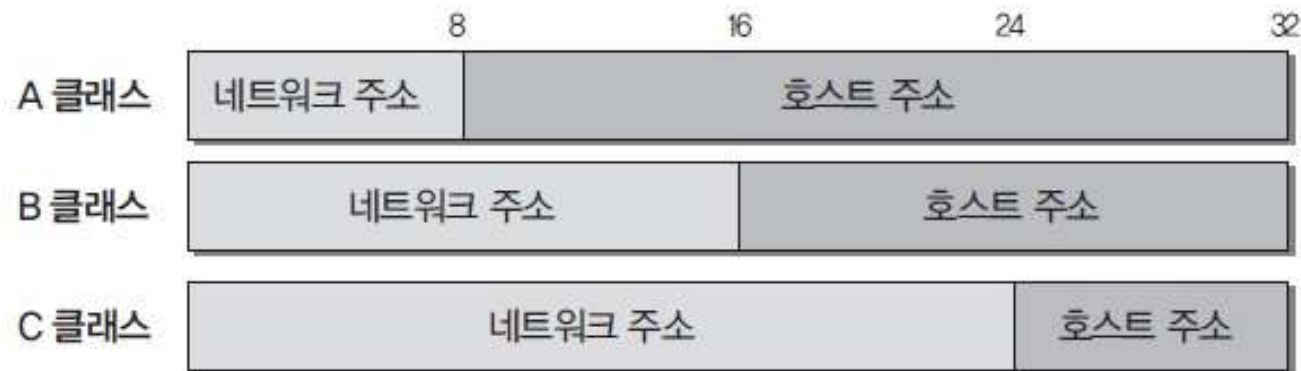 8 16 24 32
A 클래스 네트워크 주소 호스트 주소
B 클래스 네트워크 주소 호스트 주소
C 클래스 네트워크 주소 호스트 주소